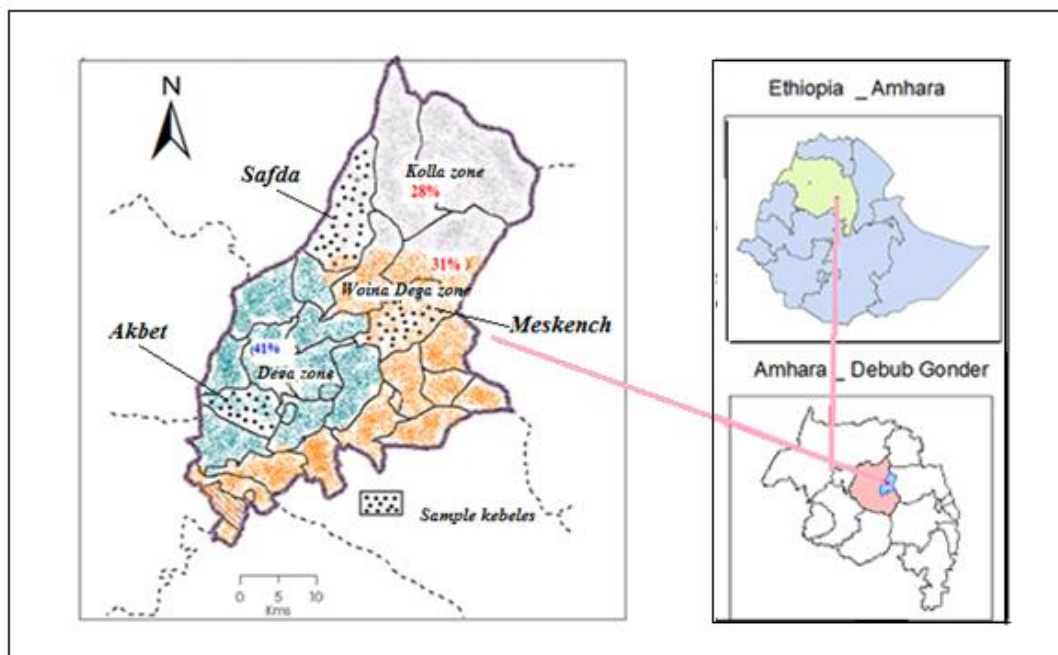 N
Safda
Kolla zone
28%
31%
Woina Dega zone
Meskench
Akbet
41%
Dega zone
Sample kebeles
0 5 10
Kms
Ethiopia _ Amhara
Amhara _ Debub Gonder